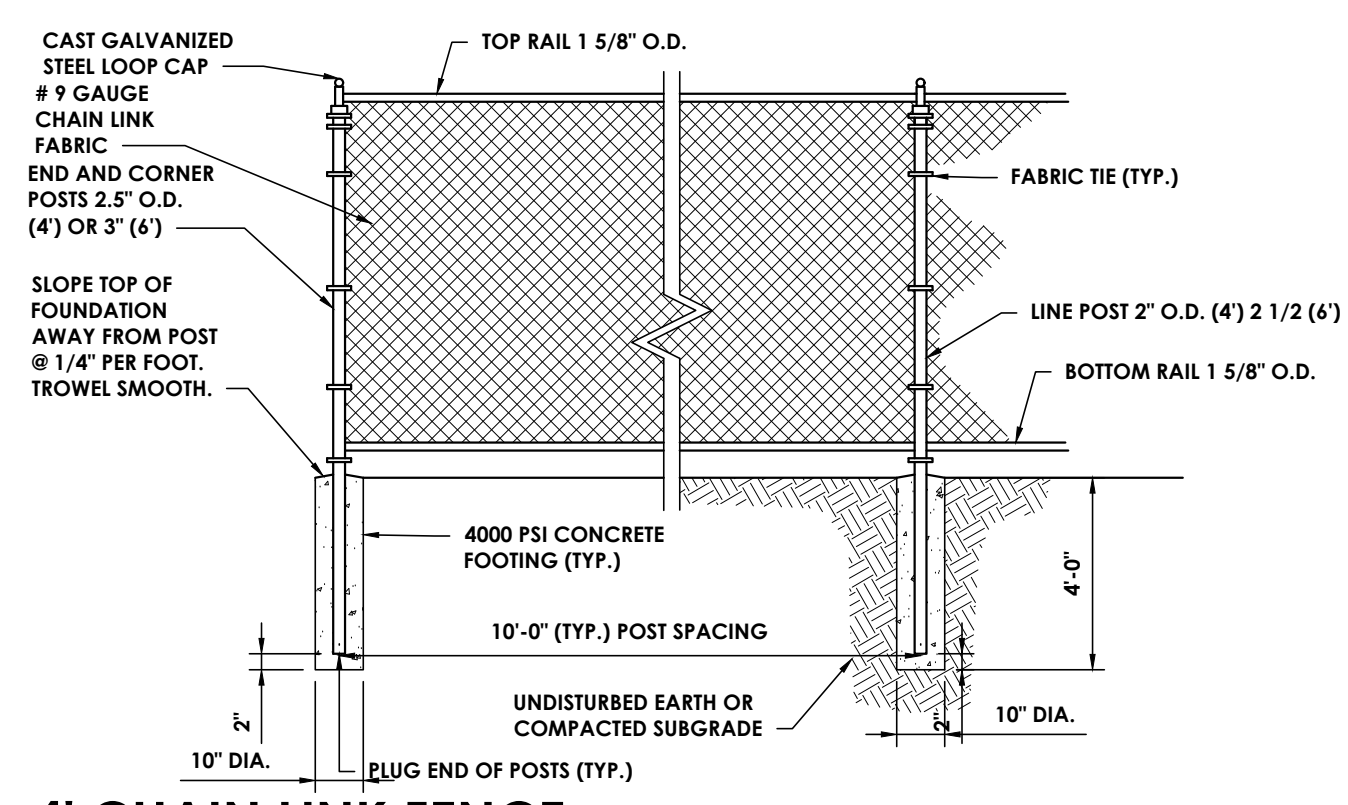 CAST GALVANIZED
STEEL LOOP CAP
# 9 GAUGE
CHAIN LINK
FABRIC
END AND CORNER
POSTS 2.5" O.D.
(4') OR 3" (6')
SLOPE TOP OF
FOUNDATION
AWAY FROM POST
@ 1/4" PER FOOT.
TROWEL SMOOTH.
TOP RAIL 1 5/8" O.D.
FABRIC TIE (TYP.)
LINE POST 2" O.D. (4') 2 1/2 (6')
BOTTOM RAIL 1 5/8" O.D.
4000 PSI CONCRETE
FOOTING (TYP.)
4'-0"
10'-0" (TYP.) POST SPACING
UNDISTURBED EARTH OR
COMPACTED SUBGRADE
2"
10" DIA.
2"
10" DIA.
PLUG END OF POSTS (TYP.)
4' CHAIN LINK FENCE